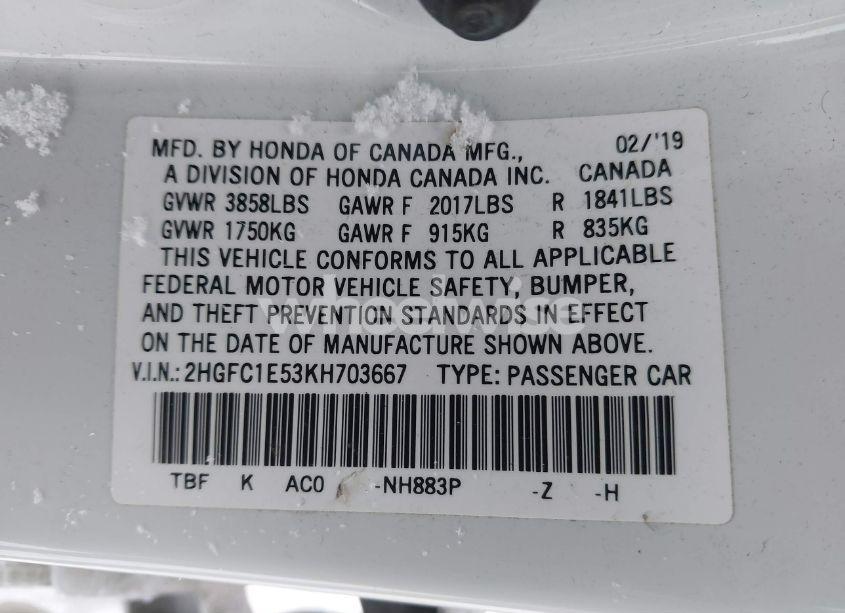 MFD. BY HONDA OF CANADA MFG., 02/'19
A DIVISION OF HONDA CANADA INC. CANADA
GVWR 3858LBS GAWR F 2017LBS R 1841LBS
GVWR 1750KG GAWR F 915KG R 835KG
THIS VEHICLE CONFORMS TO ALL APPLICABLE
FEDERAL MOTOR VEHICLE SAFETY, BUMPER,
AND THEFT PREVENTION STANDARDS IN EFFECT
wheelwise
ON THE DATE OF MANUFACTURE SHOWN ABOVE.
V.I.N.: 2HGFC1E53KH703667 TYPE: PASSENGER CAR
TBF K AC0 -NH883P -Z -H